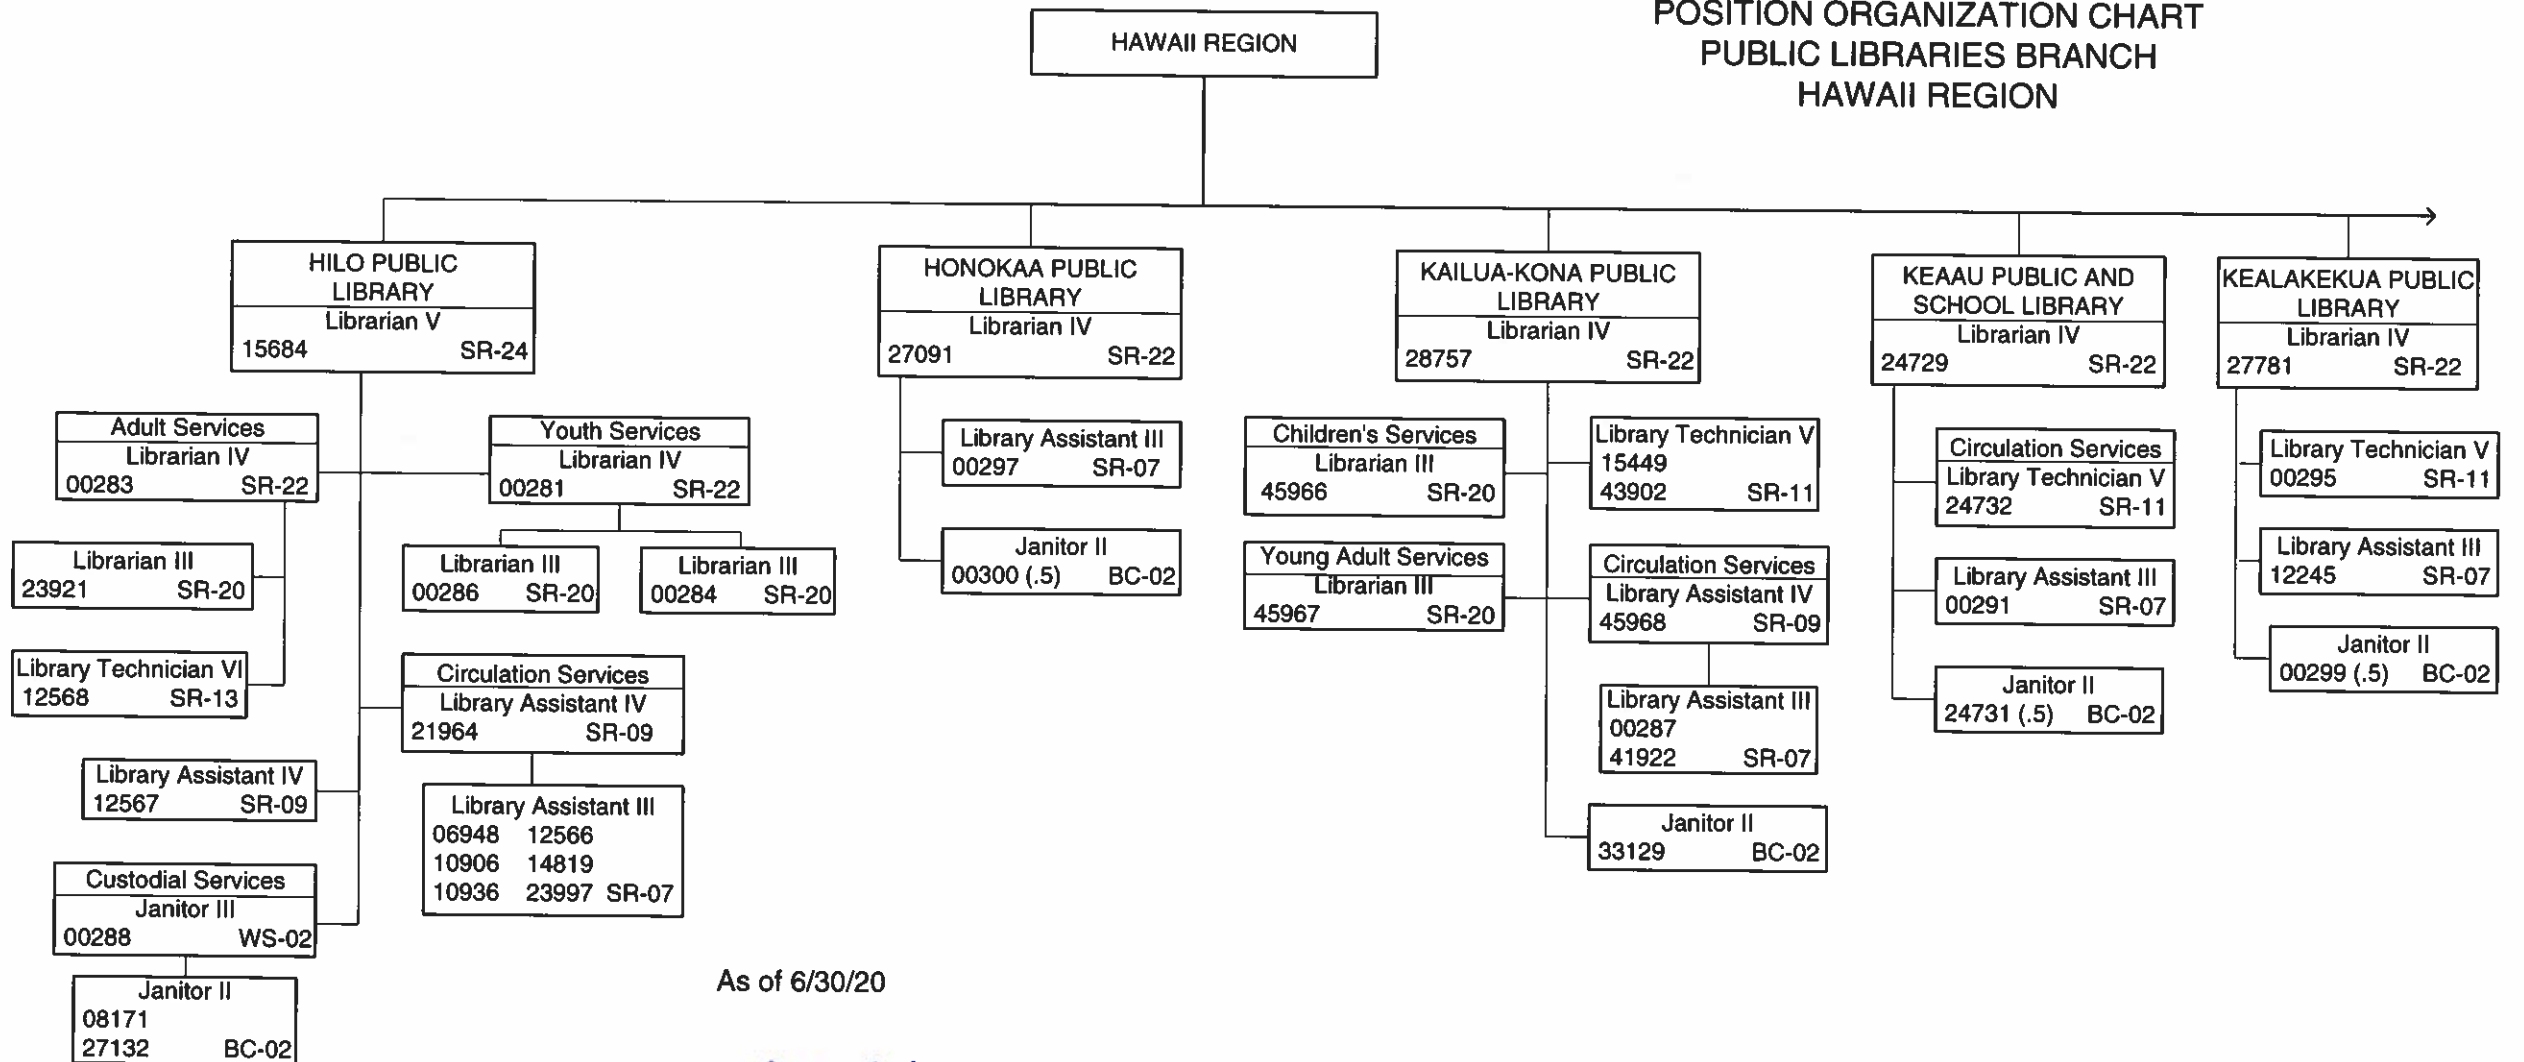 POSITION ORGANIZATION CHART
PUBLIC LIBRARIES BRANCH
HAWAII REGION
HAWAII REGION
HILO PUBLIC
LIBRARY
Librarian V
15684 SR-24
Adult Services
Librarian IV
00283 SR-22
Youth Services
Librarian IV
00281 SR-22
Librarian III
23921 SR-20
Librarian III
00286 SR-20
Librarian III
00284 SR-20
Library Technician VI
12568 SR-13
Circulation Services
Library Assistant IV
21964 SR-09
Library Assistant IV
12567 SR-09
Library Assistant III
06948 12566
10906 14819
10936 23997 SR-07
Custodial Services
Janitor III
00288 WS-02
Janitor II
08171
27132 BC-02
HONOKAA PUBLIC
LIBRARY
Librarian IV
27091 SR-22
Library Assistant III
00297 SR-07
Janitor II
00300 (.5) BC-02
KAILUA-KONA PUBLIC
LIBRARY
Librarian IV
28757 SR-22
Children's Services
Librarian III
45966 SR-20
Library Technician V
15449
43902 SR-11
Young Adult Services
Librarian III
45967 SR-20
Circulation Services
Library Assistant IV
45968 SR-09
Library Assistant III
00287
41922 SR-07
Janitor II
33129 BC-02
KEAAU PUBLIC AND
SCHOOL LIBRARY
Librarian IV
24729 SR-22
Circulation Services
Library Technician V
24732 SR-11
Library Assistant III
00291 SR-07
Janitor II
24731 (.5) BC-02
KEALAKEKUA PUBLIC
LIBRARY
Librarian IV
27781 SR-22
Library Technician V
00295 SR-11
Library Assistant III
12245 SR-07
Janitor II
00299 (.5) BC-02
As of 6/30/20